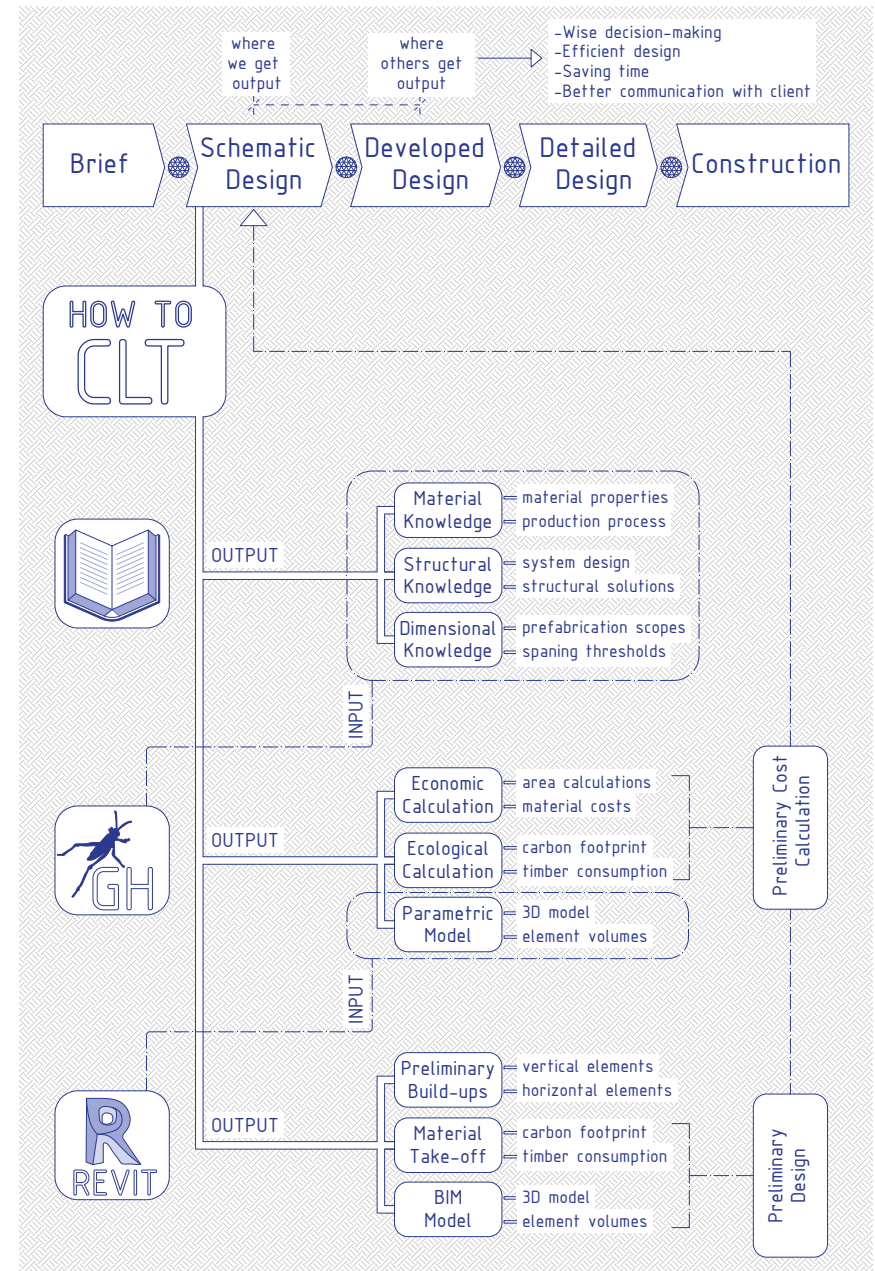 where
we get
output
where
others get
output
-Wise decision-making
-Efficient design
-Saving time
-Better communication with client
Brief
Schematic
Design
Developed
Design
Detailed
Design
Construction
HOW TO
CLT
OUTPUT
Material
Knowledge
material properties
production process
Structural
Knowledge
system design
structural solutions
Dimensional
Knowledge
prefabrication scopes
spaning thresholds
INPUT
GH
OUTPUT
Economic
Calculation
area calculations
material costs
Ecological
Calculation
carbon footprint
timber consumption
Parametric
Model
3D model
element volumes
Preliminary Cost
Calculation
INPUT
R
REVIT
OUTPUT
Preliminary
Build-ups
vertical elements
horizontal elements
Material
Take-off
carbon footprint
timber consumption
BIM
Model
3D model
element volumes
Preliminary
Design